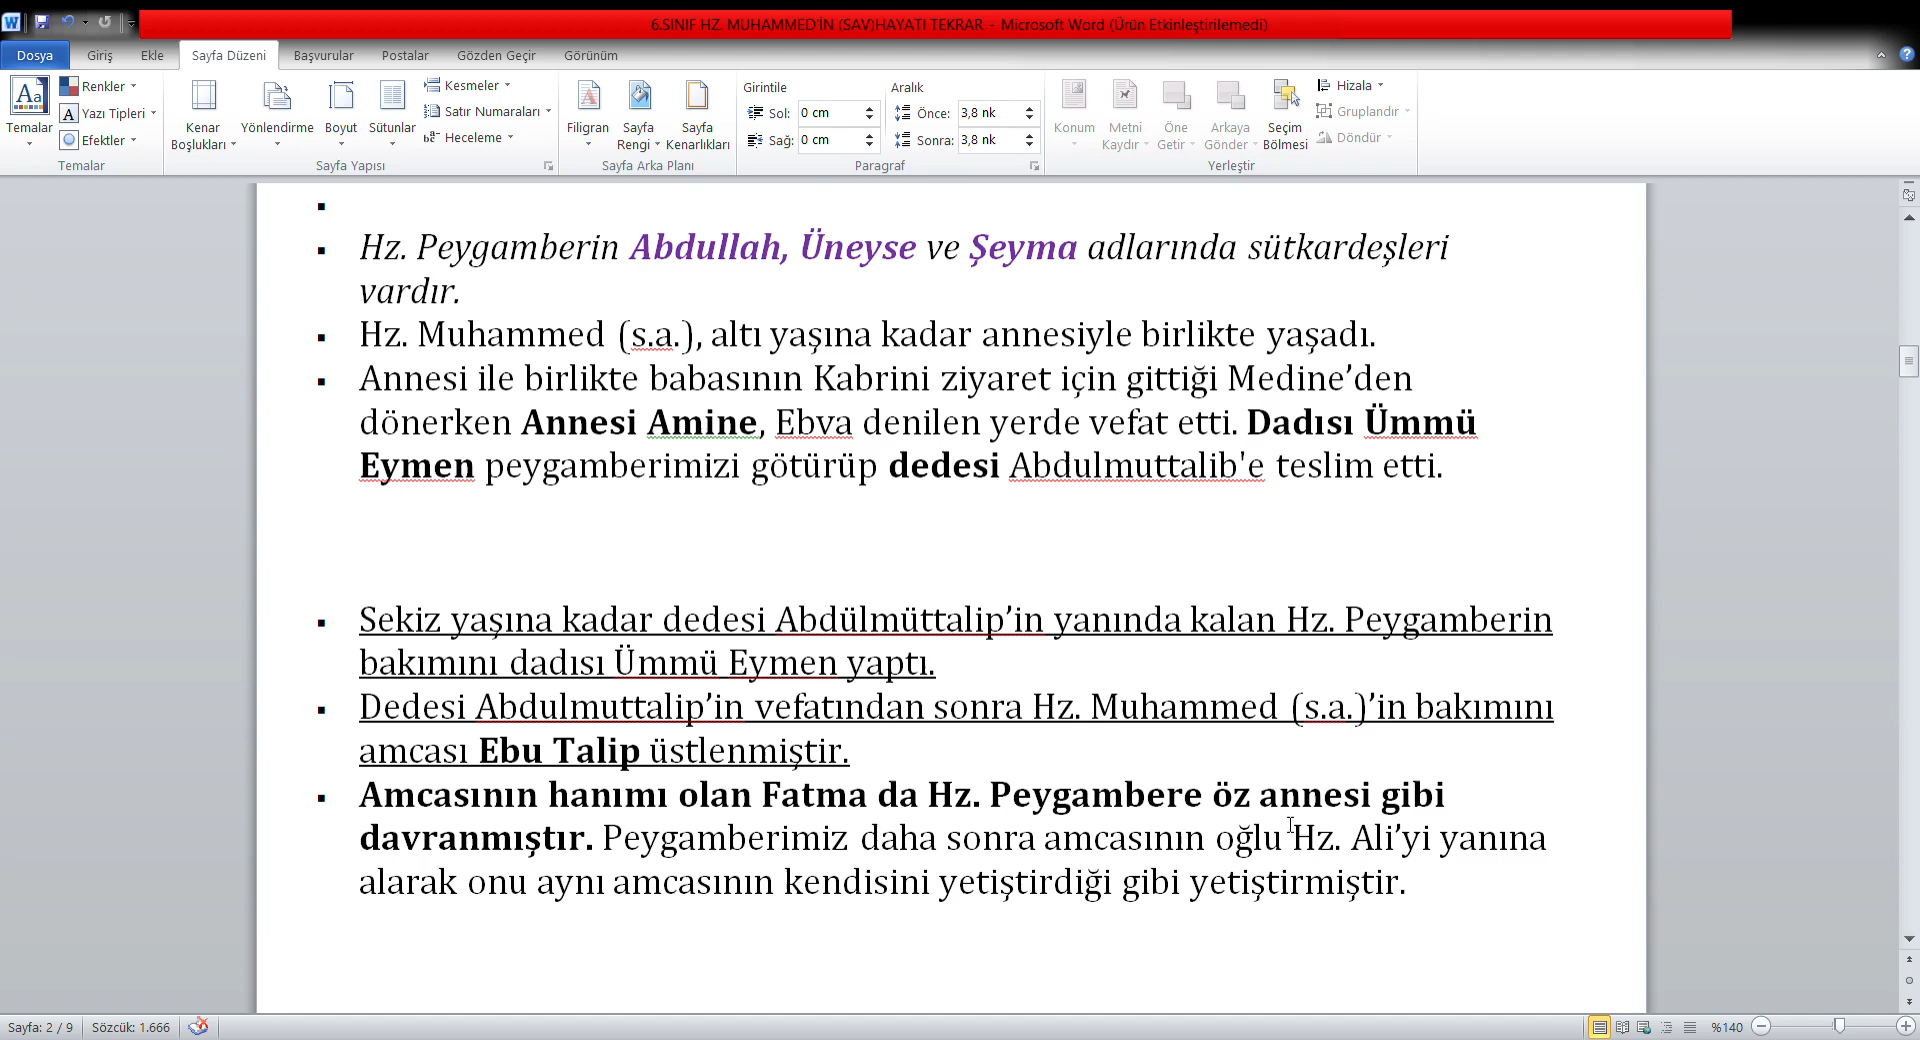 6.SINIF HZ. MUHAMMED'İN (SAV)HAYATI TEKRAR - Microsoft Word (Ürün Etkinleştirilemedi)
Dosya Giriş Ekle Sayfa Düzeni Başvurular Postalar Gözden Geçir Görünüm
Temalar
Renkler
Yazı Tipleri
Efektler
Temalar
Kenar Boşlukları
Yönlendirme
Boyut
Sütunlar
Kesmeler
Satır Numaraları
Heceleme
Sayfa Yapısı
Filigran
Sayfa Rengi
Sayfa Kenarlıkları
Sayfa Arka Planı
Girintile
Sol: 0 cm
Sağ: 0 cm
Aralık
Önce: 3,8 nk
Sonra: 3,8 nk
Paragraf
Konum
Metni Kaydır
Öne Getir
Arkaya Gönder
Seçim Bölmesi
Hizala
Gruplandır
Döndür
Yerleştir
Hz. Peygamberin Abdullah, Üneyse ve Şeyma adlarında sütkardeşleri
vardır.
Hz. Muhammed (s.a.), altı yaşına kadar annesiyle birlikte yaşadı.
Annesi ile birlikte babasının Kabrini ziyaret için gittiği Medine’den
dönerken Annesi Amine, Ebva denilen yerde vefat etti. Dadısı Ümmü
Eymen peygamberimizi götürüp dedesi Abdulmuttalib'e teslim etti.
Sekiz yaşına kadar dedesi Abdülmüttalip’in yanında kalan Hz. Peygamberin
bakımını dadısı Ümmü Eymen yaptı.
Dedesi Abdulmuttalip’in vefatından sonra Hz. Muhammed (s.a.)’in bakımını
amcası Ebu Talip üstlenmiştir.
Amcasının hanımı olan Fatma da Hz. Peygambere öz annesi gibi
davranmıştır. Peygamberimiz daha sonra amcasının oğlu Hz. Ali’yi yanına
alarak onu aynı amcasının kendisini yetiştirdiği gibi yetiştirmiştir.
Sayfa: 2 / 9 Sözcük: 1.666 %140